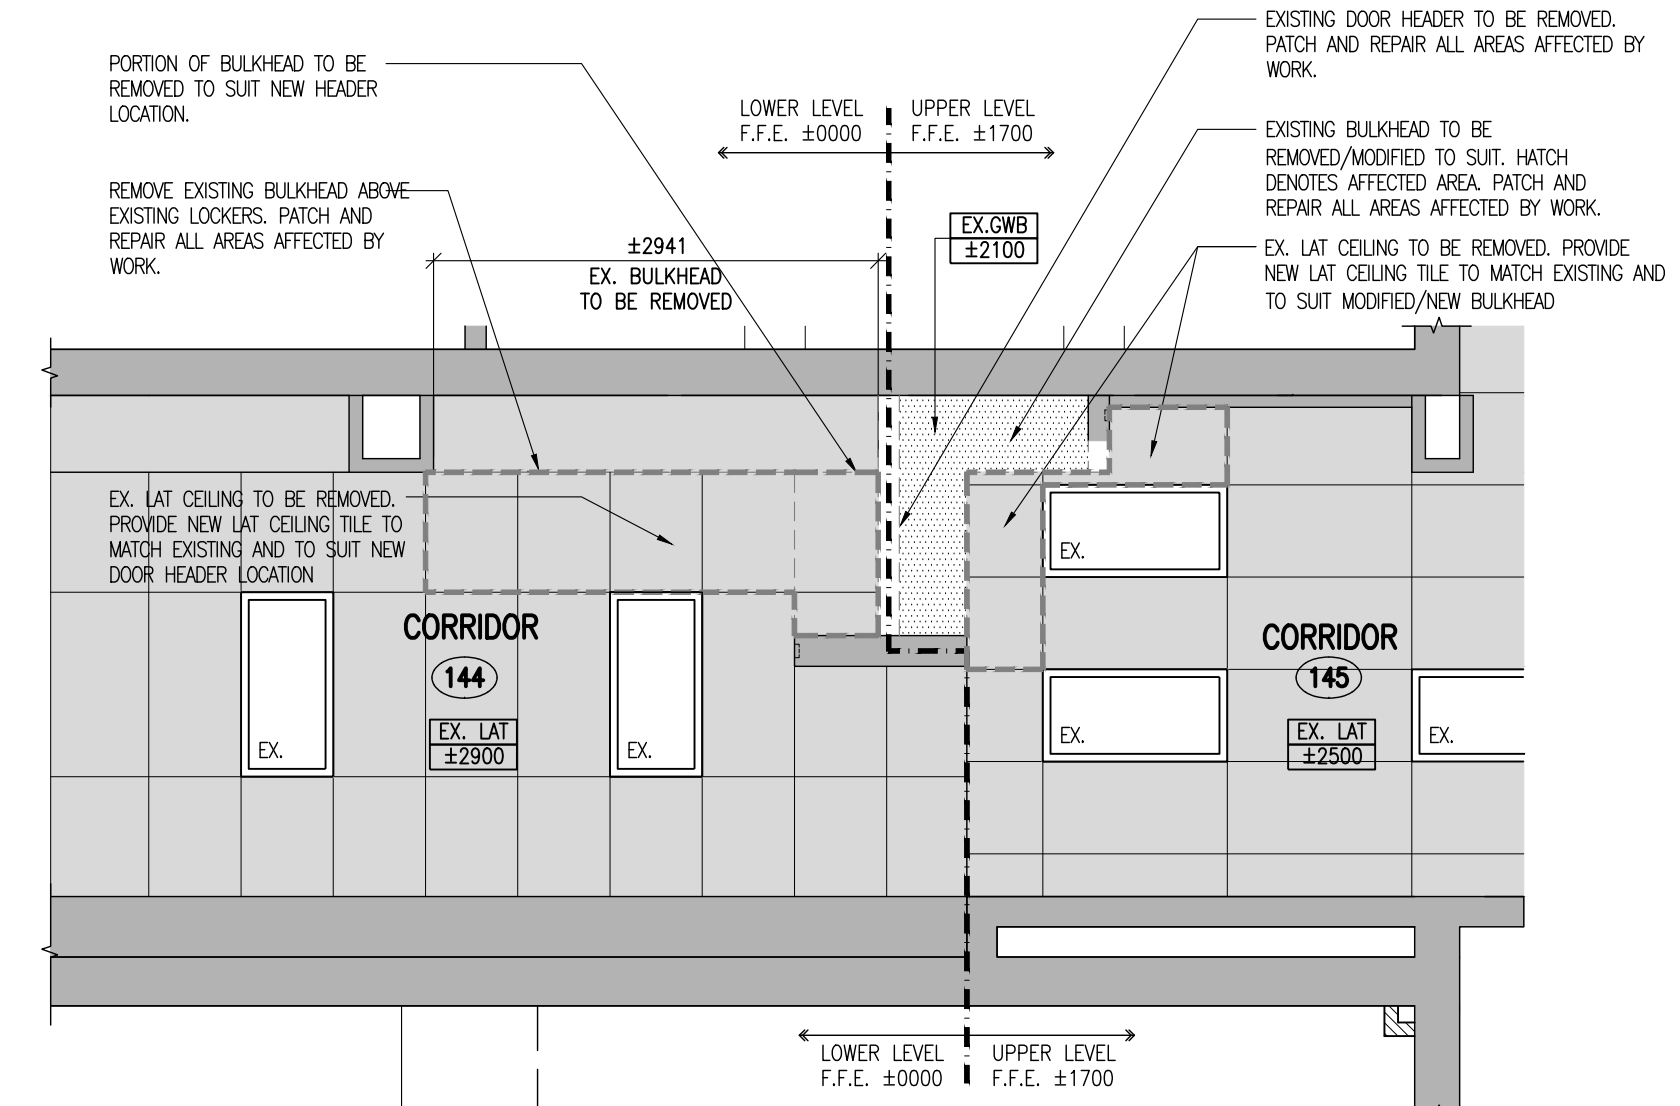 EXISTING DOOR HEADER TO BE REMOVED.
PATCH AND REPAIR ALL AREAS AFFECTED BY
WORK.
PORTION OF BULKHEAD TO BE
REMOVED TO SUIT NEW HEADER
LOCATION.
LOWER LEVEL
F.F.E. ±0000
UPPER LEVEL
F.F.E. ±1700
EXISTING BULKHEAD TO BE
REMOVED/MODIFIED TO SUIT. HATCH
DENOTES AFFECTED AREA. PATCH AND
REPAIR ALL AREAS AFFECTED BY WORK.
REMOVE EXISTING BULKHEAD ABOVE
EXISTING LOCKERS. PATCH AND
REPAIR ALL AREAS AFFECTED BY
WORK.
EX.GWB
±2100
±2941
EX. BULKHEAD
TO BE REMOVED
EX. LAT CEILING TO BE REMOVED. PROVIDE
NEW LAT CEILING TILE TO MATCH EXISTING AND
TO SUIT MODIFIED/NEW BULKHEAD
EX. LAT CEILING TO BE REMOVED.
PROVIDE NEW LAT CEILING TILE TO
MATCH EXISTING AND TO SUIT NEW
DOOR HEADER LOCATION
EX.
CORRIDOR
144
EX. LAT
±2900
EX.
EX.
CORRIDOR
145
EX. LAT
±2500
EX.
EX.
EX.
LOWER LEVEL
F.F.E. ±0000
UPPER LEVEL
F.F.E. ±1700